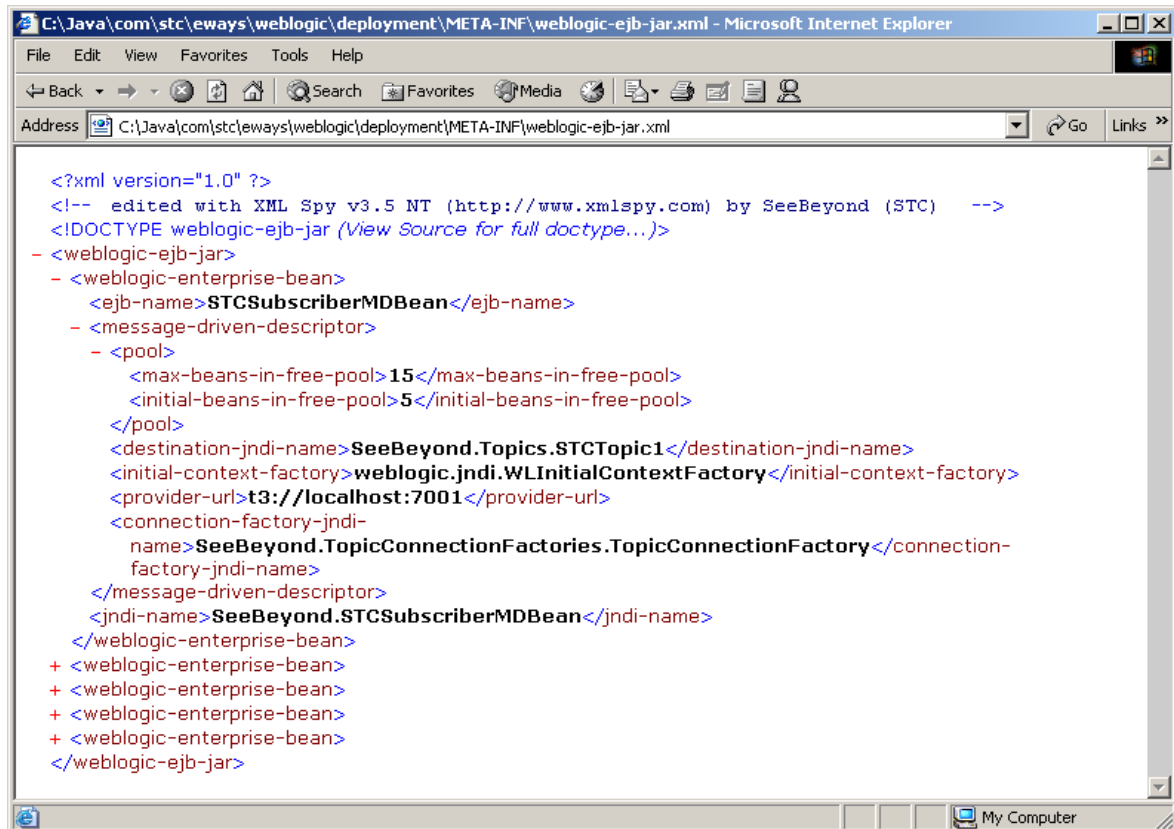 C:\Java\com\stc\eways\weblogic\deployment\META-INF\weblogic-ejb-jar.xml - Microsoft Internet Explorer
File Edit View Favorites Tools Help
Back Search Favorites Media
Address C:\Java\com\stc\eways\weblogic\deployment\META-INF\weblogic-ejb-jar.xml Go Links »
<?xml version="1.0" ?>
<!-- edited with XML Spy v3.5 NT (http://www.xmlspy.com) by SeeBeyond (STC) -->
<!DOCTYPE weblogic-ejb-jar (View Source for full doctype...)>
- <weblogic-ejb-jar>
- <weblogic-enterprise-bean>
<ejb-name>STCSubscriberMDBean</ejb-name>
- <message-driven-descriptor>
- <pool>
<max-beans-in-free-pool>15</max-beans-in-free-pool>
<initial-beans-in-free-pool>5</initial-beans-in-free-pool>
</pool>
<destination-jndi-name>SeeBeyond.Topics.STCTopic1</destination-jndi-name>
<initial-context-factory>weblogic.jndi.WLInitialContextFactory</initial-context-factory>
<provider-url>t3://localhost:7001</provider-url>
<connection-factory-jndi-
name>SeeBeyond.TopicConnectionFactories.TopicConnectionFactory</connection-
factory-jndi-name>
</message-driven-descriptor>
<jndi-name>SeeBeyond.STCSubscriberMDBean</jndi-name>
</weblogic-enterprise-bean>
+ <weblogic-enterprise-bean>
+ <weblogic-enterprise-bean>
+ <weblogic-enterprise-bean>
+ <weblogic-enterprise-bean>
</weblogic-ejb-jar>
My Computer